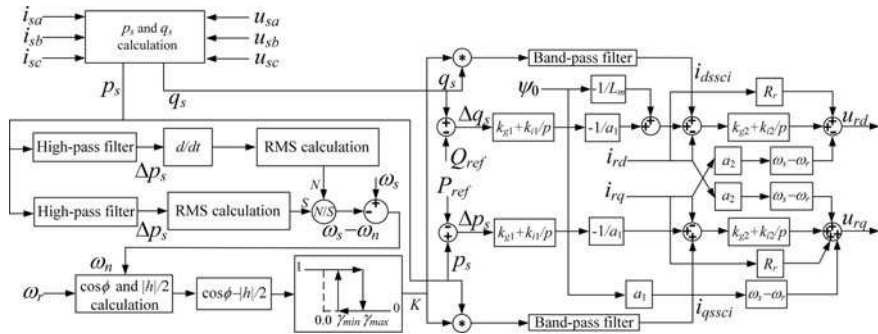 i_sa
i_sb
i_sc
p_s and q_s
calculation
u_sa
u_sb
u_sc
p_s
q_s
High-pass filter
Δp_s
d/dt
RMS calculation
High-pass filter
Δp_s
RMS calculation
N
S
N/S
ω_s
+
-
ω_s−ω_n
ω_n
ω_r
cosϕ and |h|/2
calculation
cosϕ−|h|/2
1
0
0.0
γ_min
γ_max
K
*
Band-pass filter
q_s
Δq_s
Q_ref
k_g1+k_i1/p
-1/a_1
ψ_0
-1/L_m
i_dssci
k_g2+k_i2/p
R_r
u_rd
i_rd
i_rq
a_2
ω_s−ω_r
a_2
ω_s−ω_r
P_ref
Δp_s
p_s
k_g1+k_i1/p
-1/a_1
k_g2+k_i2/p
u_rq
R_r
a_1
ω_s−ω_r
i_qssci
*
Band-pass filter